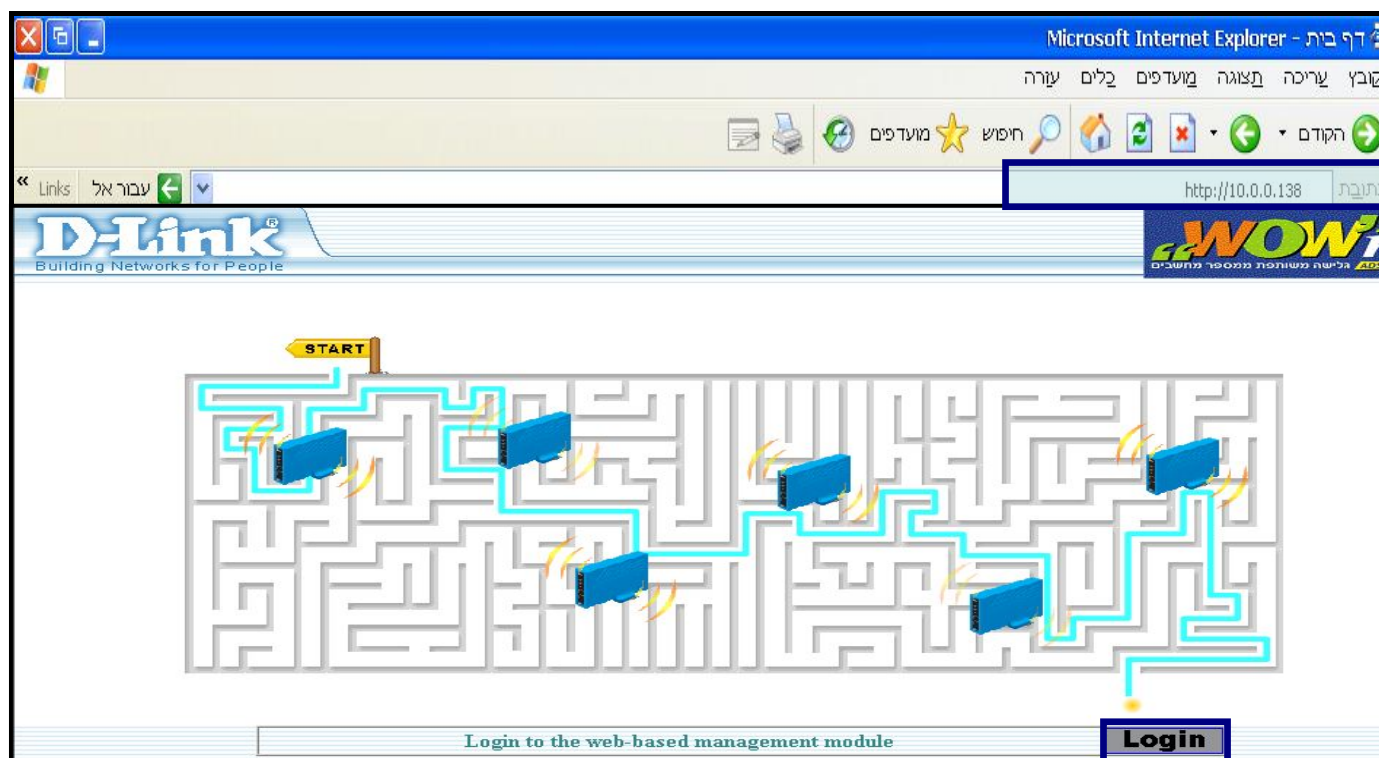 דף בית - Microsoft Internet Explorer
קובץ עריכה תצוגה מועדפים כלים עזרה
הקודם חיפוש מועדפים
http://10.0.0.138 עבור אל Links »
D-Link®
Building Networks for People
WOW
גלישה משותפת ממספר מחשבים
START
Login to the web-based management module
Login